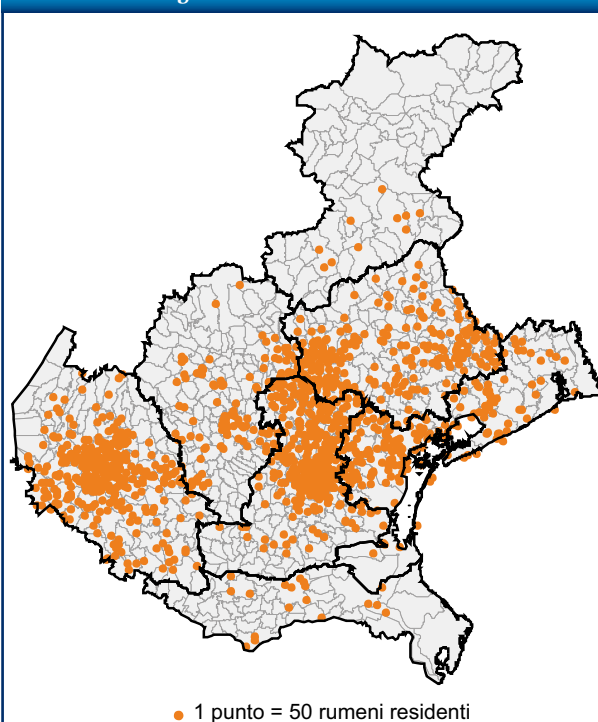 1 punto = 50 rumeni residenti